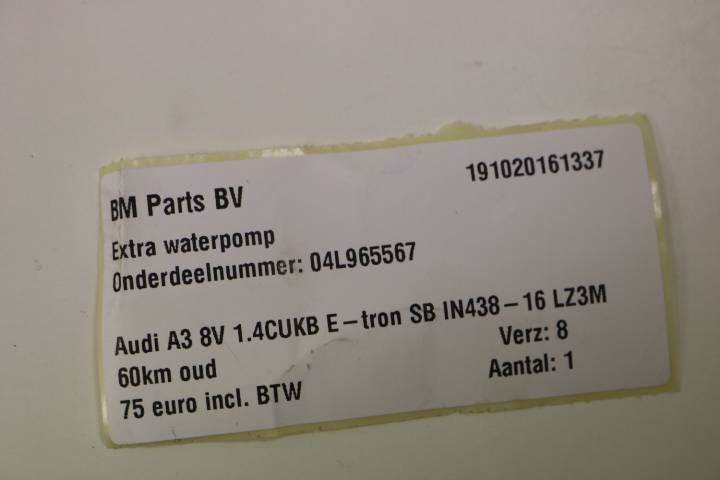 BM Parts BV
191020161337
Extra waterpomp
Onderdeelnummer: 04L965567
Audi A3 8V 1.4CUKB E-tron SB IN438-16 LZ3M
60km oud
Verz: 8
75 euro incl. BTW
Aantal: 1